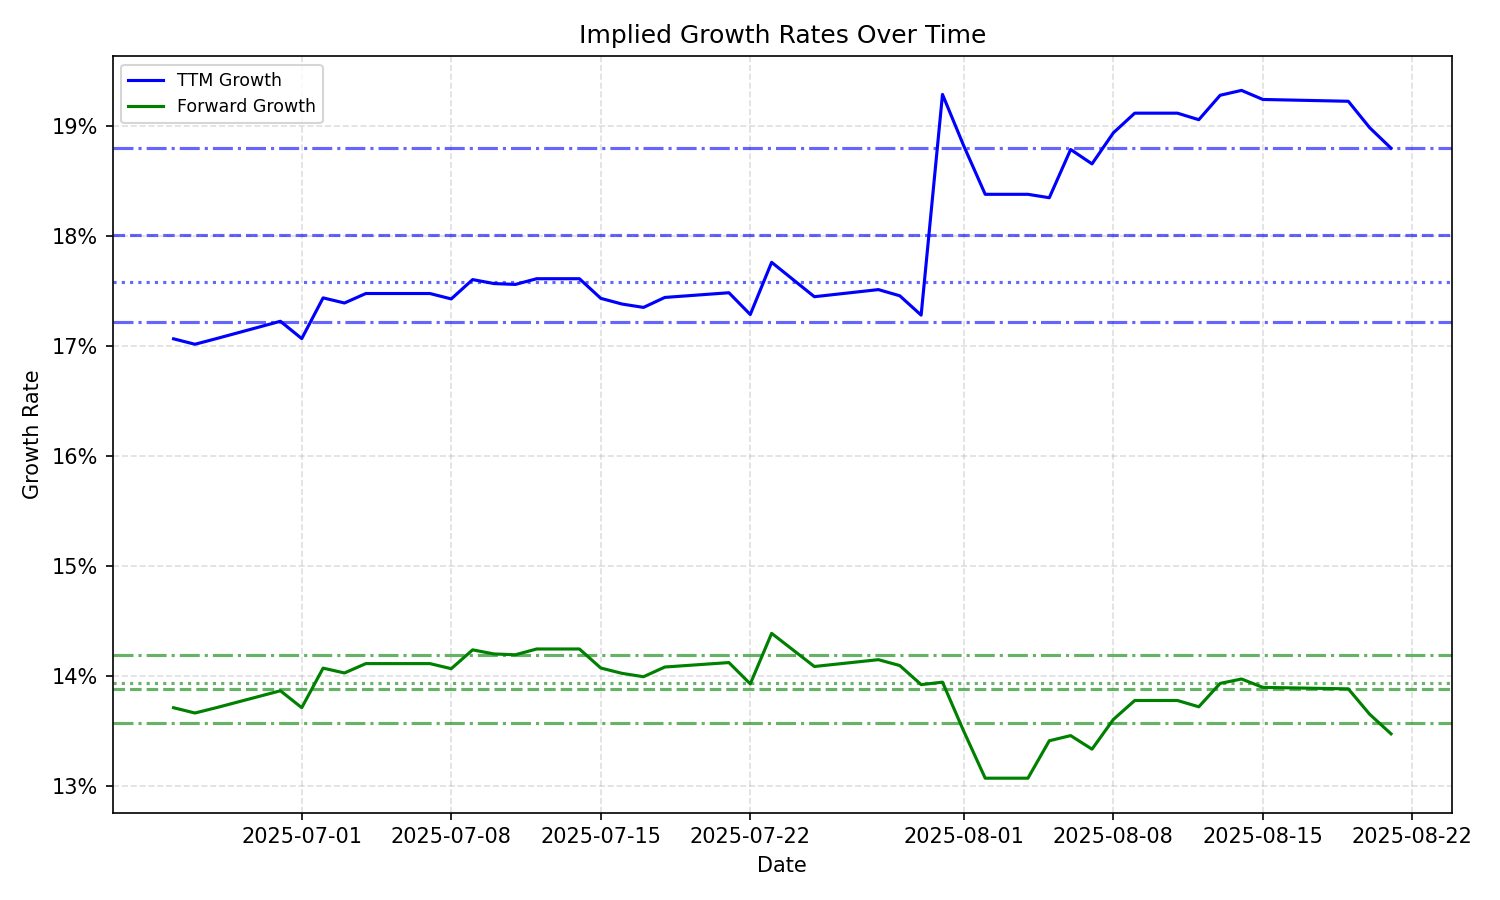 Implied Growth Rates Over Time
TTM Growth
Forward Growth
19%
18%
17%
16%
15%
14%
13%
Growth Rate
2025-07-01 2025-07-08 2025-07-15 2025-07-22 2025-08-01 2025-08-08 2025-08-15 2025-08-22
Date